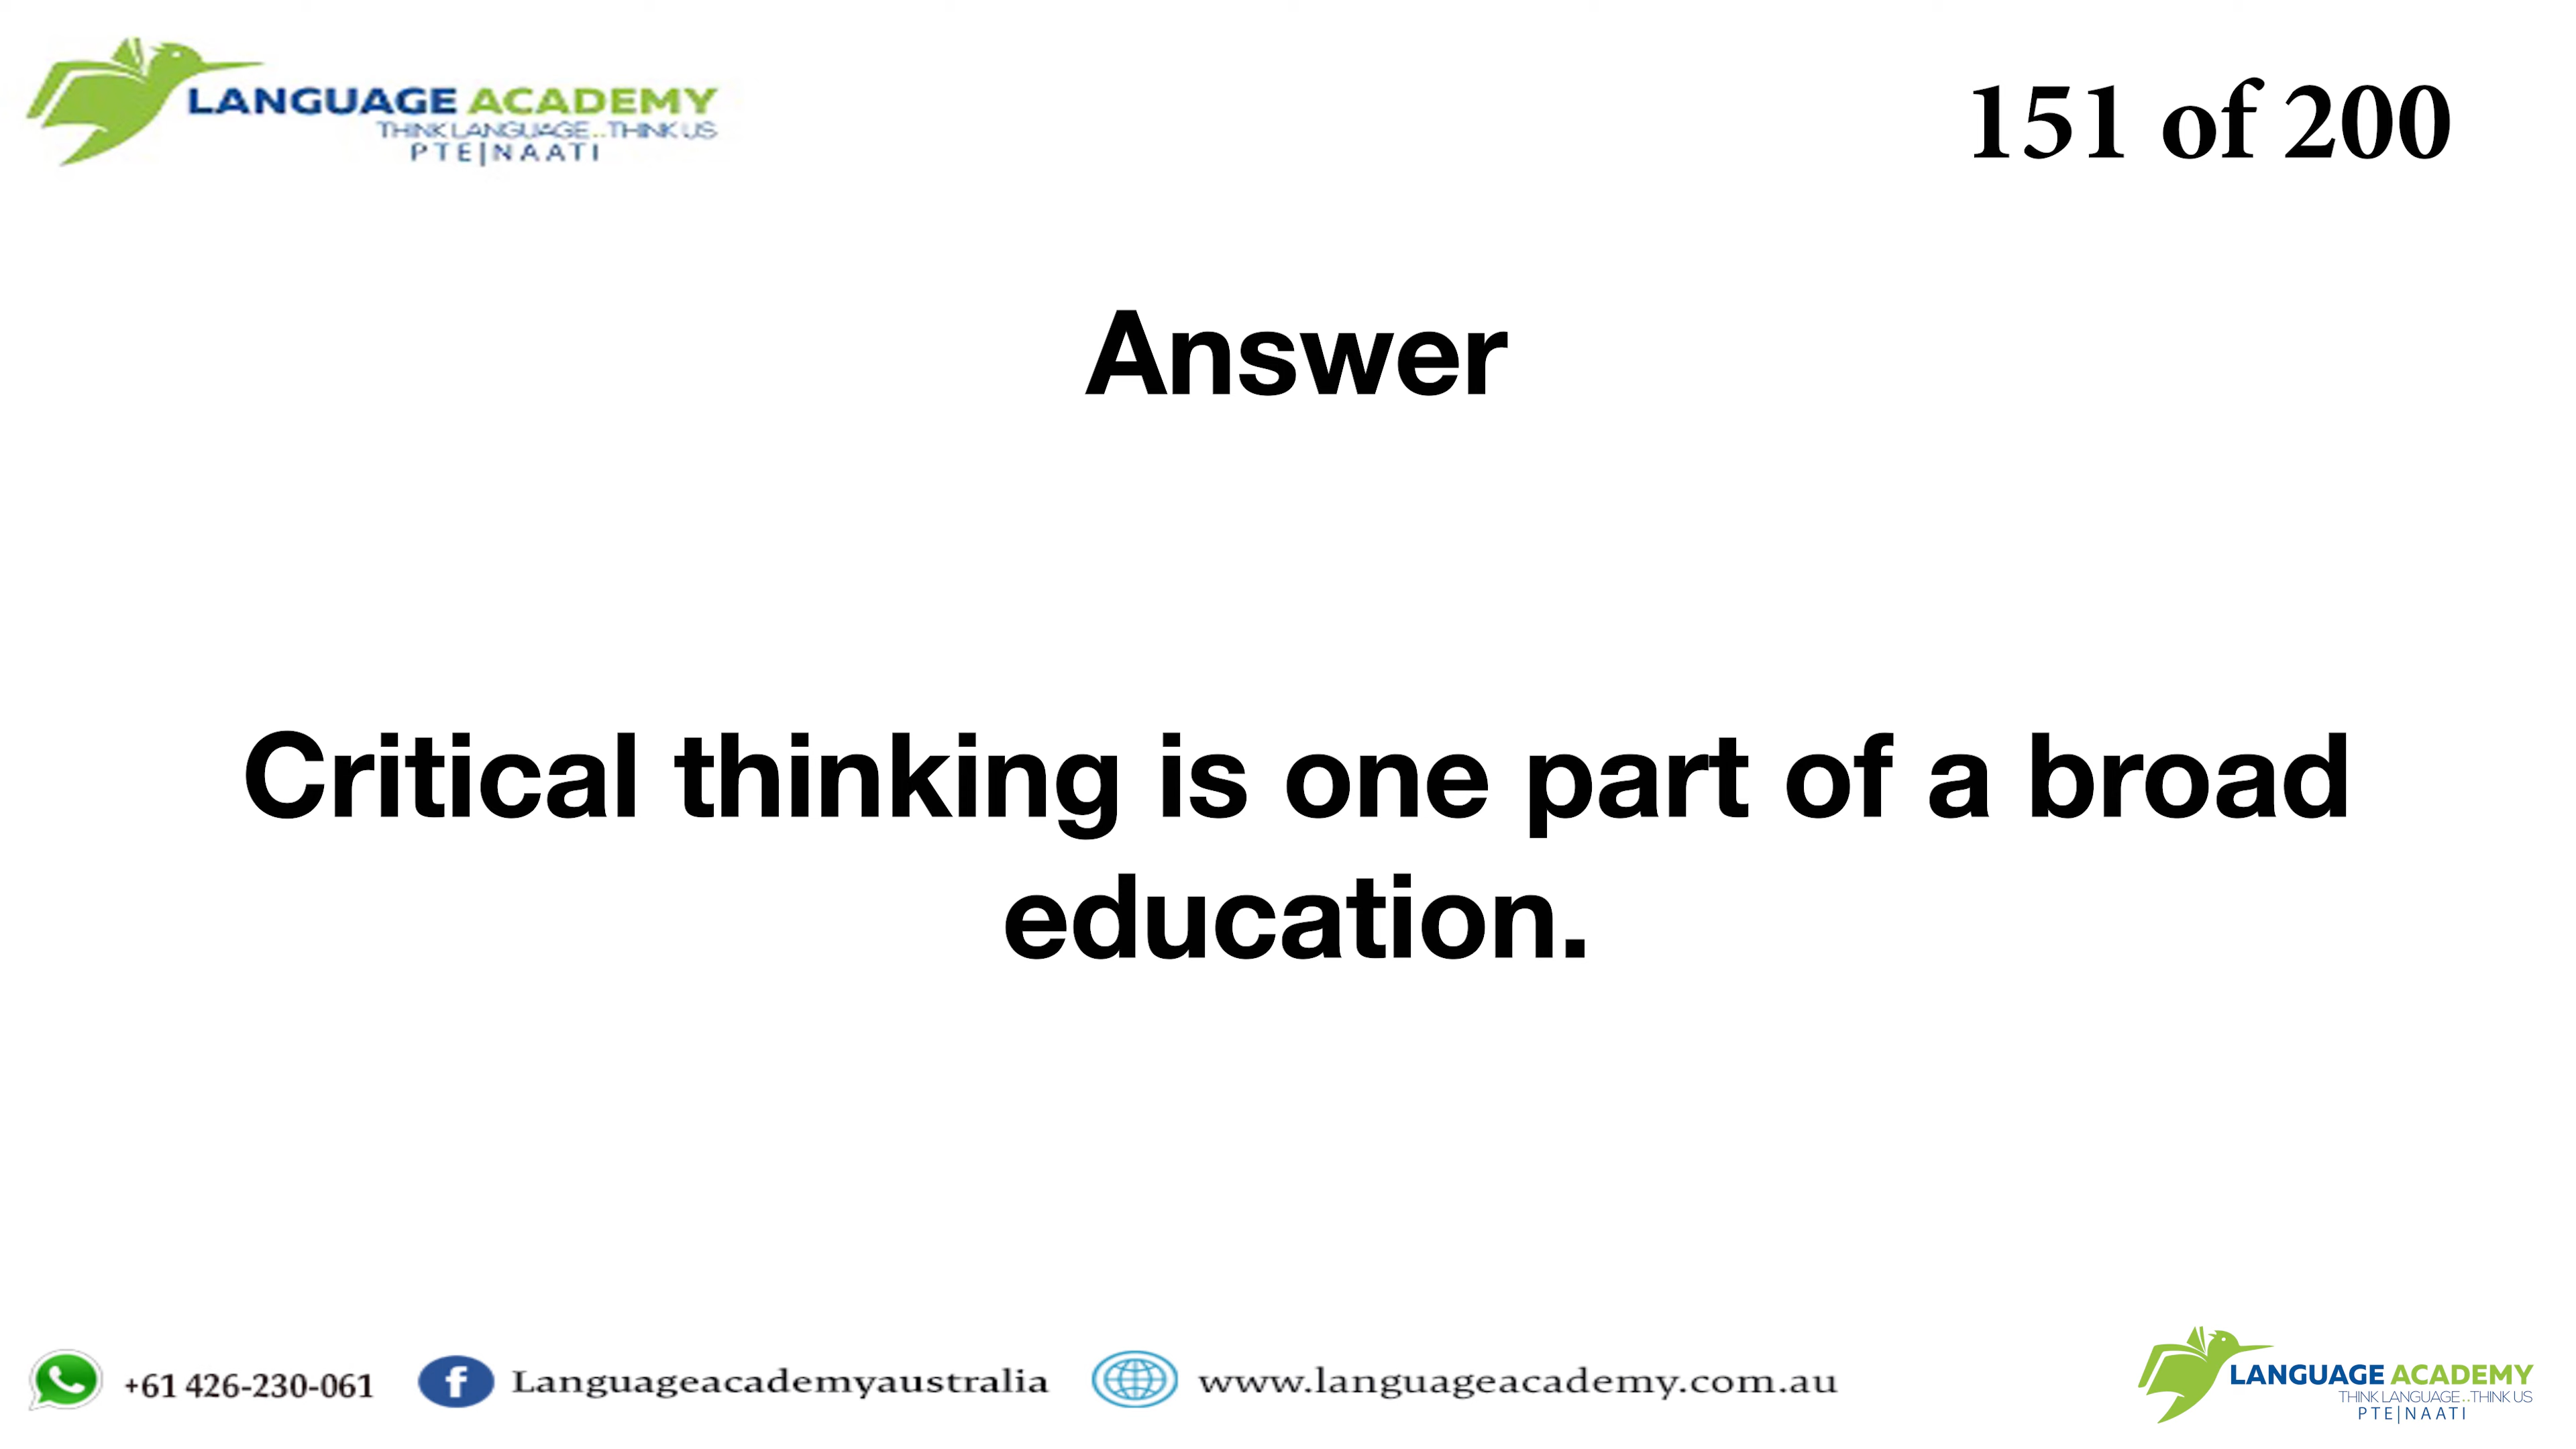 LANGUAGE ACADEMY
THINK LANGUAGE..THINK US
PTE|NAATI
151 of 200
Answer
Critical thinking is one part of a broad
education.
+61 426-230-061
Languageacademyaustralia
www.languageacademy.com.au
LANGUAGE ACADEMY
THINK LANGUAGE..THINK US
PTE|NAATI